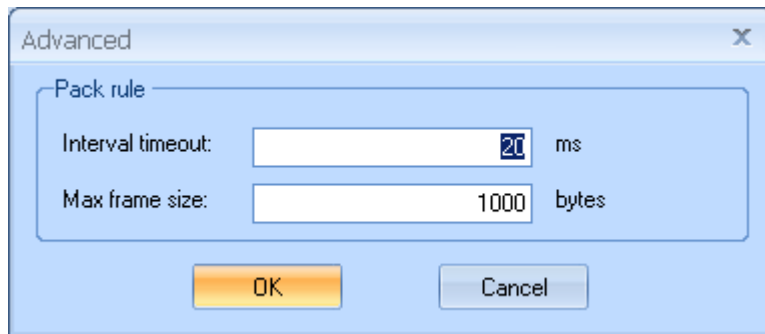 Advanced
Pack rule
Interval timeout: 20 ms
Max frame size: 1000 bytes
OK Cancel